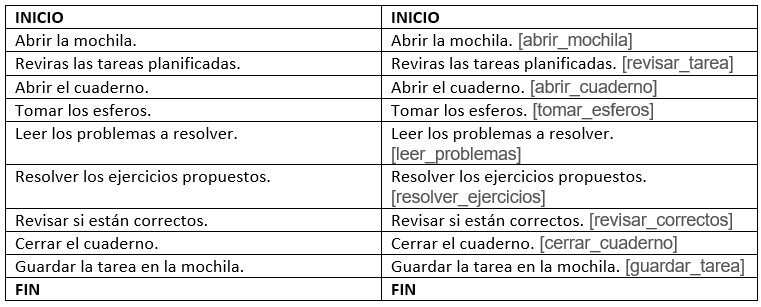 INICIO INICIO
Abrir la mochila. Abrir la mochila. [abrir_mochila]
Reviras las tareas planificadas. Reviras las tareas planificadas. [revisar_tarea]
Abrir el cuaderno. Abrir el cuaderno. [abrir_cuaderno]
Tomar los esferos. Tomar los esferos. [tomar_esferos]
Leer los problemas a resolver. Leer los problemas a resolver.
[leer_problemas]
Resolver los ejercicios propuestos. Resolver los ejercicios propuestos.
[resolver_ejercicios]
Revisar si están correctos. Revisar si están correctos. [revisar_correctos]
Cerrar el cuaderno. Cerrar el cuaderno. [cerrar_cuaderno]
Guardar la tarea en la mochila. Guardar la tarea en la mochila. [guardar_tarea]
FIN FIN